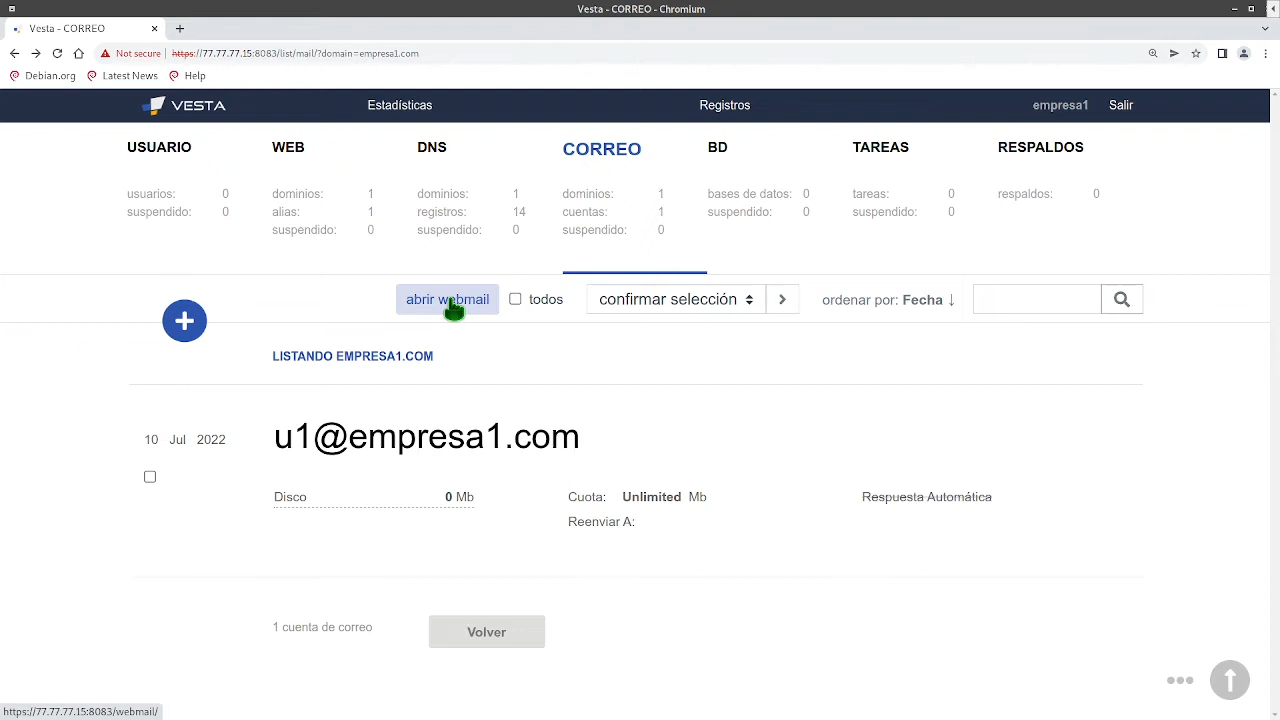 Vesta - CORREO - Chromium
Vesta - CORREO
Not secure https://77.77.77.15:8083/list/mail/?domain=empresa1.com
Debian.org Latest News Help
VESTA Estadísticas Registros empresa1 Salir
USUARIO WEB DNS CORREO BD TAREAS RESPALDOS
usuarios: 0 dominios: 1 dominios: 1 dominios: 1 bases de datos: 0 tareas: 0 respaldos: 0
suspendido: 0 alias: 1 registros: 14 cuentas: 1 suspendido: 0 suspendido: 0
suspendido: 0 suspendido: 0 suspendido: 0
abrir webmail todos confirmar selección ordenar por: Fecha ↓
LISTANDO EMPRESA1.COM
10 Jul 2022 u1@empresa1.com
Disco 0 Mb Cuota: Unlimited Mb Respuesta Automática
Reenviar A:
1 cuenta de correo Volver
https://77.77.77.15:8083/webmail/